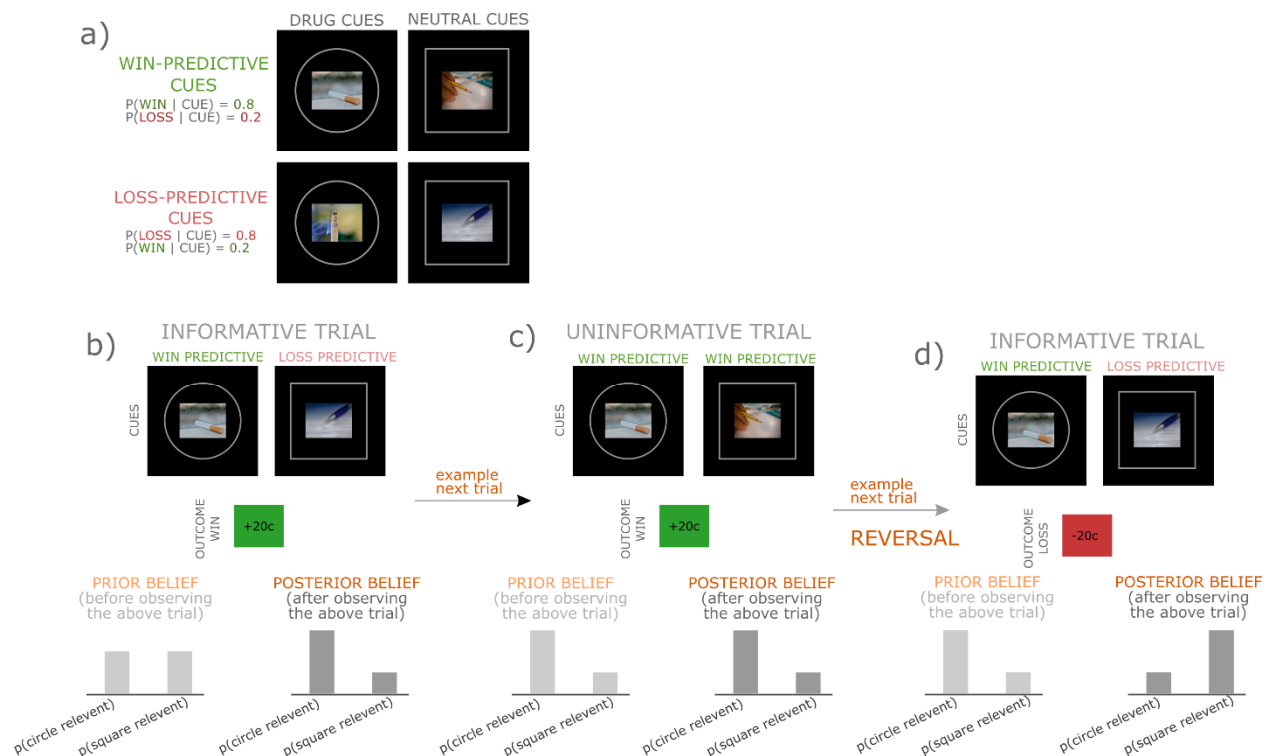 a)
DRUG CUES
NEUTRAL CUES
WIN-PREDICTIVE
CUES
P(WIN | CUE) = 0.8
P(LOSS | CUE) = 0.2
LOSS-PREDICTIVE
CUES
P(LOSS | CUE) = 0.8
P(WIN | CUE) = 0.2
b)
INFORMATIVE TRIAL
WIN PREDICTIVE
LOSS PREDICTIVE
CUES
OUTCOME
WIN
+20c
PRIOR BELIEF
(before observing
the above trial)
p(circle relevent)
p(square relevent)
POSTERIOR BELIEF
(after observing
the above trial)
p(circle relevent)
p(square relevent)
example
next trial
c)
UNINFORMATIVE TRIAL
WIN PREDICTIVE
WIN PREDICTIVE
CUES
OUTCOME
WIN
+20c
PRIOR BELIEF
(before observing
the above trial)
p(circle relevent)
p(square relevent)
POSTERIOR BELIEF
(after observing
the above trial)
p(circle relevent)
p(square relevent)
example
next trial
REVERSAL
d)
INFORMATIVE TRIAL
WIN PREDICTIVE
LOSS PREDICTIVE
CUES
OUTCOME
LOSS
-20c
PRIOR BELIEF
(before observing
the above trial)
p(circle relevent)
p(square relevent)
POSTERIOR BELIEF
(after observing
the above trial)
p(circle relevent)
p(square relevent)